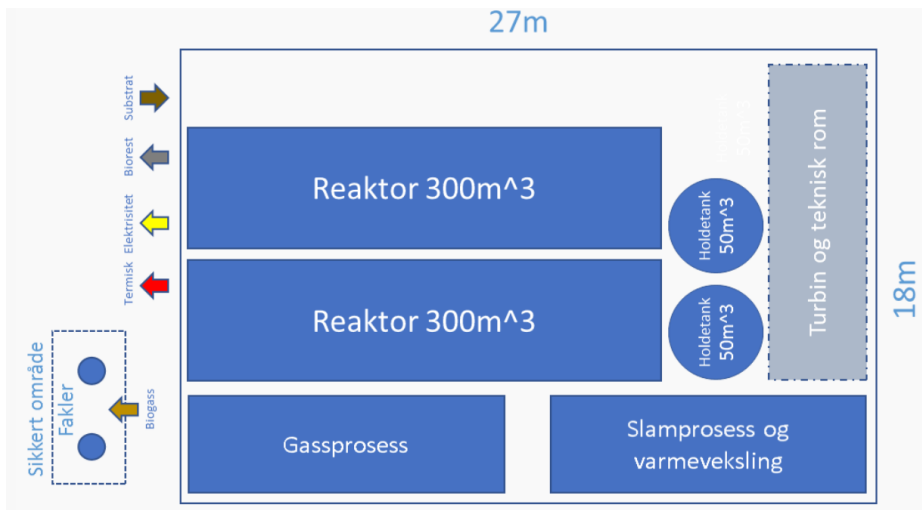 27m
Substrat
Biorest
Elektrisitet
Termisk
Reaktor 300m^3
Holdetank
50m^3
Reaktor 300m^3
Holdetank
50m^3
Turbin og teknisk rom
18m
Sikkert område
Fakler
Biogass
Gassprosess
Slamprosess og
varmeveksling